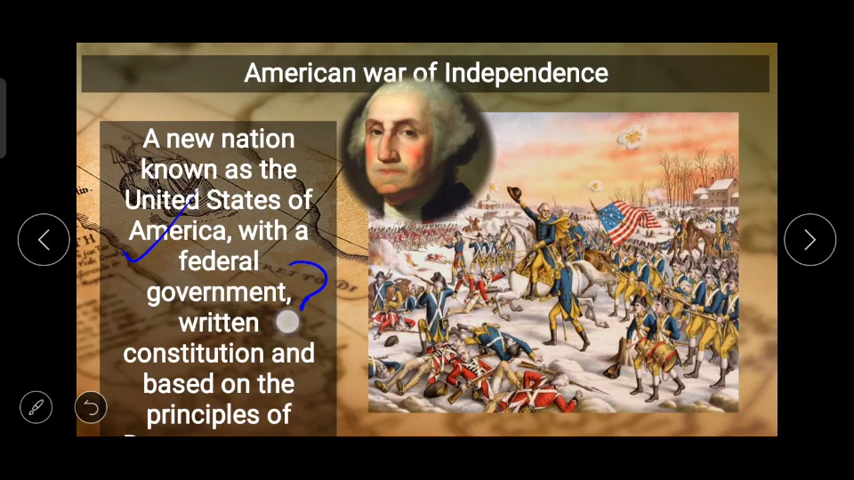 American war of Independence
A new nation
known as the
United States of
America, with a
federal
government,
written
constitution and
based on the
principles of